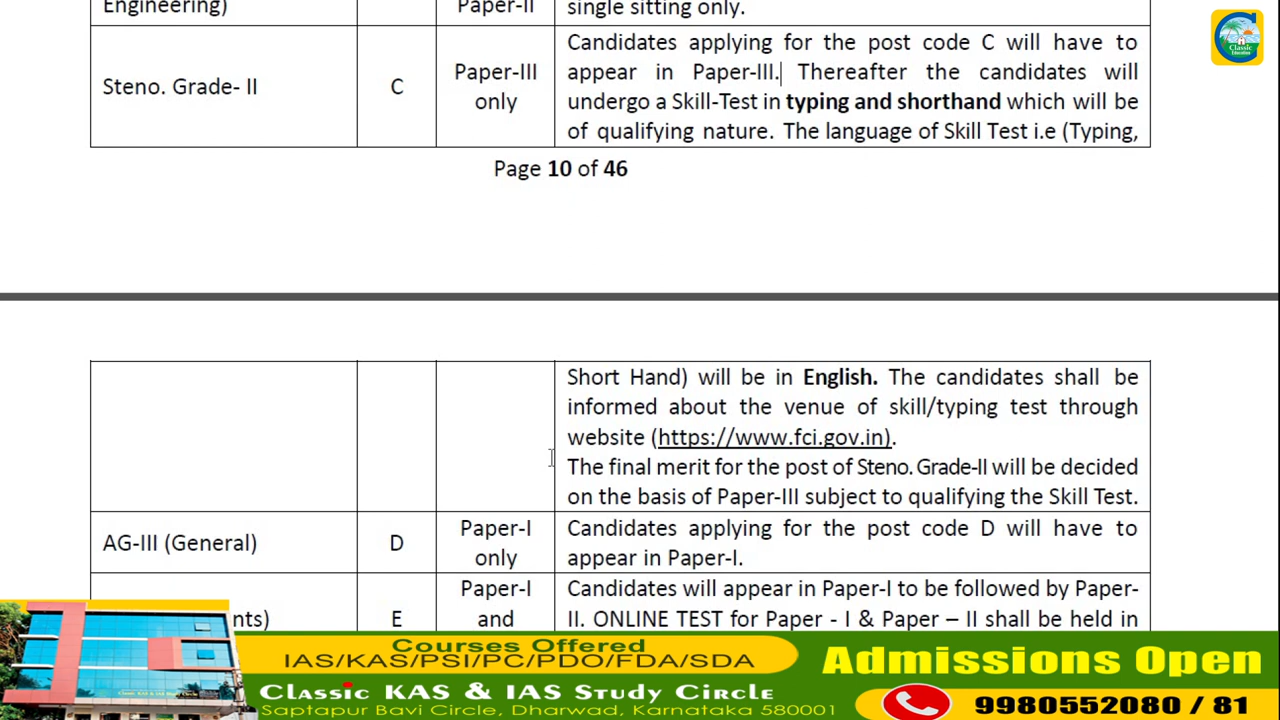 Engineering)
Paper-II
single sitting only.
Steno. Grade- II
C
Paper-III
only
Candidates applying for the post code C will have to
appear in Paper-III. Thereafter the candidates will
undergo a Skill-Test in typing and shorthand which will be
of qualifying nature. The language of Skill Test i.e (Typing,
Page 10 of 46
Short Hand) will be in English. The candidates shall be
informed about the venue of skill/typing test through
website (https://www.fci.gov.in).
The final merit for the post of Steno. Grade-II will be decided
on the basis of Paper-III subject to qualifying the Skill Test.
AG-III (General)
D
Paper-I
only
Candidates applying for the post code D will have to
appear in Paper-I.
nts)
E
Paper-I
and
Candidates will appear in Paper-I to be followed by Paper-
II. ONLINE TEST for Paper - I & Paper – II shall be held in
Classic
Education
Courses Offered
IAS/KAS/PSI/PC/PDO/FDA/SDA
Classic KAS & IAS Study Circle
Saptapur Bavi Circle, Dharwad, Karnataka 580001
Admissions Open
9980552080 / 81